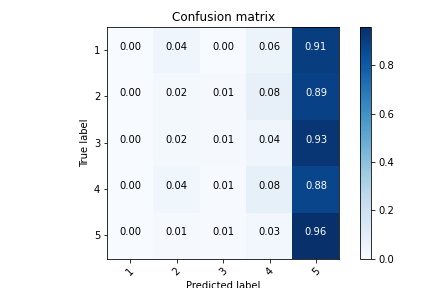 Confusion matrix
1 0.00 0.04 0.00 0.06 0.91
2 0.00 0.02 0.01 0.08 0.89
3 0.00 0.02 0.01 0.04 0.93
4 0.00 0.04 0.01 0.08 0.88
5 0.00 0.01 0.01 0.03 0.96
1 2 3 4 5
True label
Predicted label
0.8
0.6
0.4
0.2
0.0